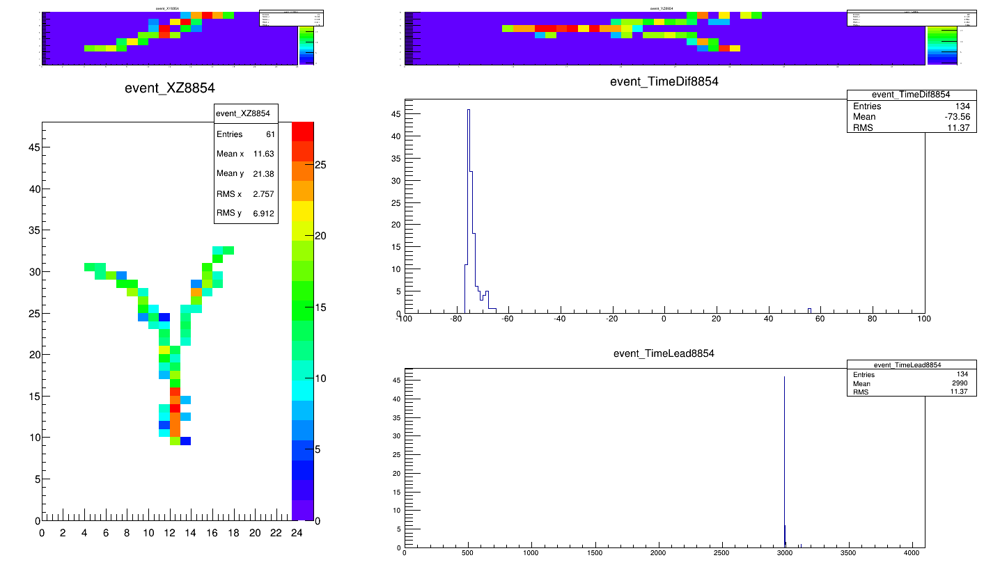 event_XY8854
event_YZ8854
event_XZ8854
event_XZ8854
Entries 61
Mean x 11.63
Mean y 21.38
RMS x 2.757
RMS y 6.912
45
40
35
30
25
20
15
10
5
0
0 2 4 6 8 10 12 14 16 18 20 22 24
25
20
15
10
5
0
event_TimeDif8854
event_TimeDif8854
Entries 134
Mean -73.56
RMS 11.37
45
40
35
30
25
20
15
10
5
0
-100 -80 -60 -40 -20 0 20 40 60 80 100
event_TimeLead8854
event_TimeLead8854
Entries 134
Mean 2990
RMS 11.37
45
40
35
30
25
20
15
10
5
0
0 500 1000 1500 2000 2500 3000 3500 4000